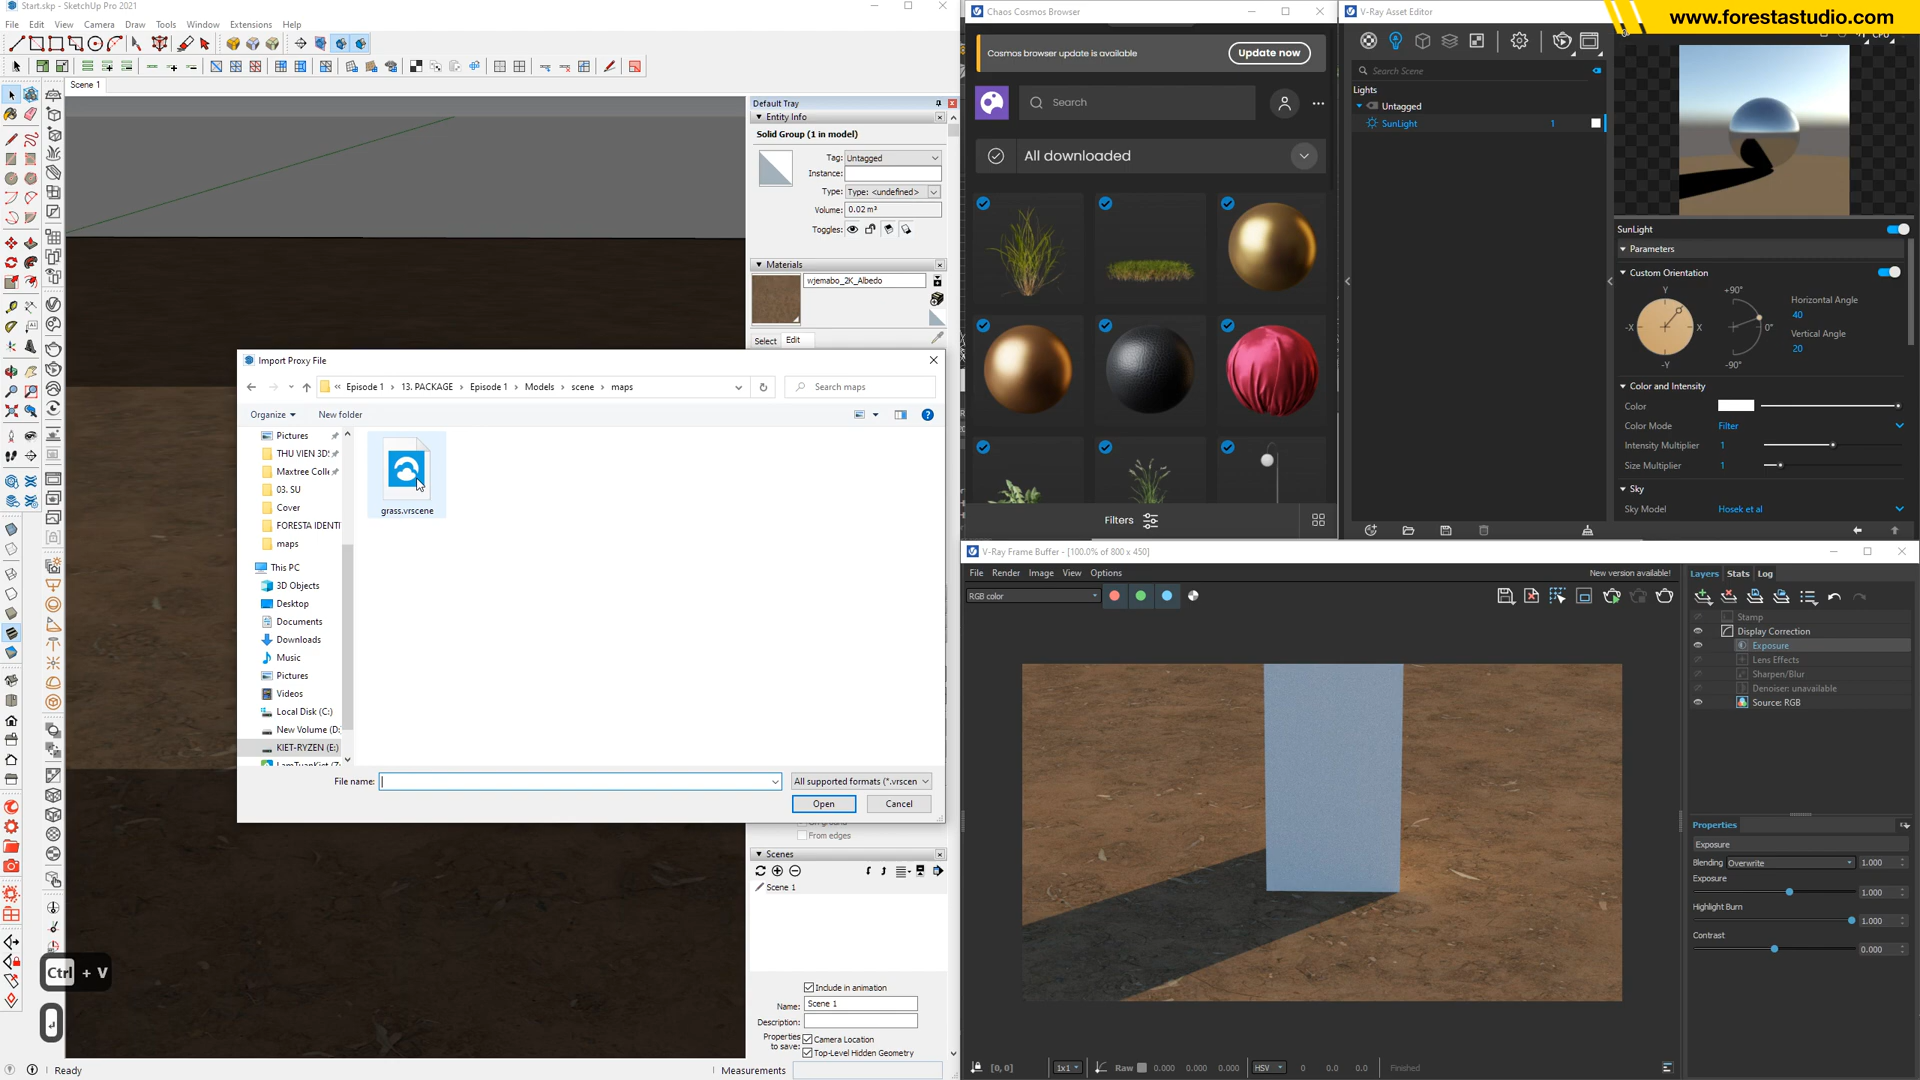 Start.skp - SketchUp Pro 2021
File Edit View Camera Draw Tools Window Extensions Help
Scene 1
Default Tray
Entity Info
Solid Group (1 in model)
Tag: Untagged
Instance:
Type: Type: <undefined>
Volume: 0.02 m³
Toggles:
Materials
wjemabo_2K_Albedo
Select Edit
Import Proxy File
« Episode 1 › 13. PACKAGE › Episode 1 › Models › scene › maps
Search maps
Organize
New folder
Pictures
THU VIEN 3D
Maxtree Coll
03. SU
Cover
FORESTA IDENTI
maps
This PC
3D Objects
Desktop
Documents
Downloads
Music
Pictures
Videos
Local Disk (C:)
New Volume (D:
KIET-RYZEN (E:)
grass.vrscene
File name:
All supported formats (*.vrscen
Open
Cancel
From edges
Scenes
Scene 1
Include in animation
Name: Scene 1
Description:
Properties to save:
Camera Location
Top-Level Hidden Geometry
Ctrl + V
Ready
Measurements
Chaos Cosmos Browser
Cosmos browser update is available
Update now
Search
All downloaded
Filters
V-Ray Asset Editor
www.forestastudio.com
CPU
Search Scene
Lights
Untagged
SunLight 1
SunLight
Parameters
Custom Orientation
Y
-X X
-Y
+90°
0°
-90°
Horizontal Angle
40
Vertical Angle
20
Color and Intensity
Color
Color Mode Filter
Intensity Multiplier 1
Size Multiplier 1
Sky
Sky Model Hosek et al
V-Ray Frame Buffer - [100.0% of 800 x 450]
File Render Image View Options
New version available!
RGB color
Layers Stats Log
Stamp
Display Correction
Exposure
Lens Effects
Sharpen/Blur
Denoiser: unavailable
Source: RGB
Properties
Exposure
Blending Overwrite 1.000
Exposure
1.000
Highlight Burn
1.000
Contrast
0.000
[0, 0]
1x1
Raw 0.000 0.000 0.000
HSV 0 0.0 0.0
Finished